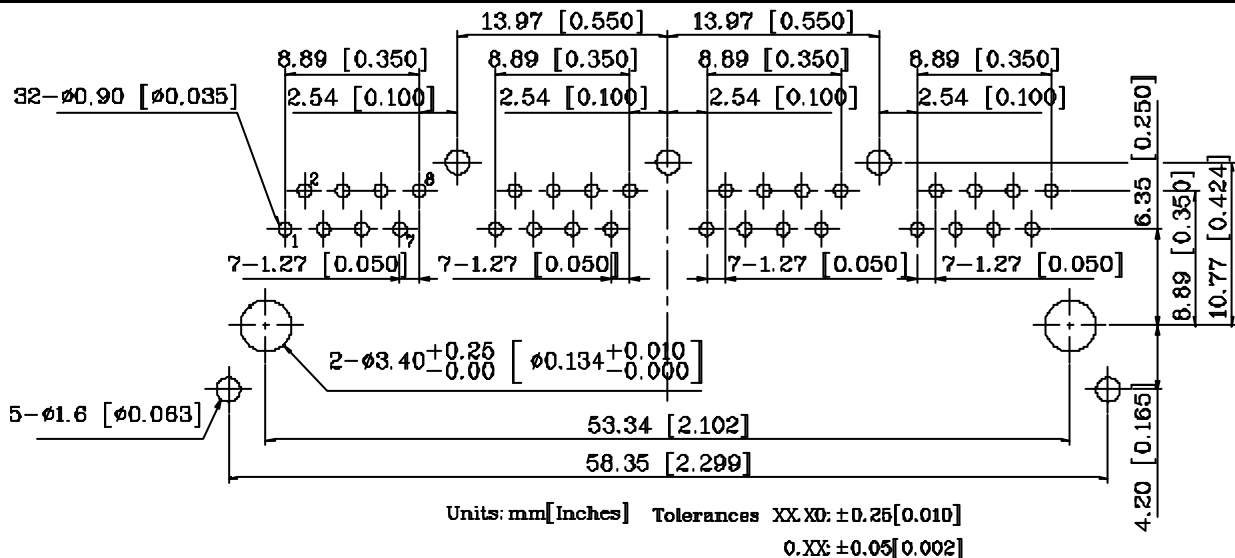 13.97 [0.550] 13.97 [0.550]
8.89 [0.350] 8.89 [0.350] 8.89 [0.350] 8.89 [0.350]
32-ø0.90 [ø0.035] 2.54 [0.100] 2.54 [0.100] 2.54 [0.100] 2.54 [0.100]
2 8
1 7
7-1.27 [0.050] 7-1.27 [0.050] 7-1.27 [0.050] 7-1.27 [0.050]
6.35 [0.250]
8.89 [0.350]
10.77 [0.424]
2-ø3.40 +0.25 -0.00 [ø0.134 +0.010 -0.000]
5-ø1.6 [ø0.063]
53.34 [2.102]
58.35 [2.299]
4.20 [0.165]
Units: mm[Inches] Tolerances XX.X0: ±0.25[0.010]
0.XX: ±0.05[0.002]